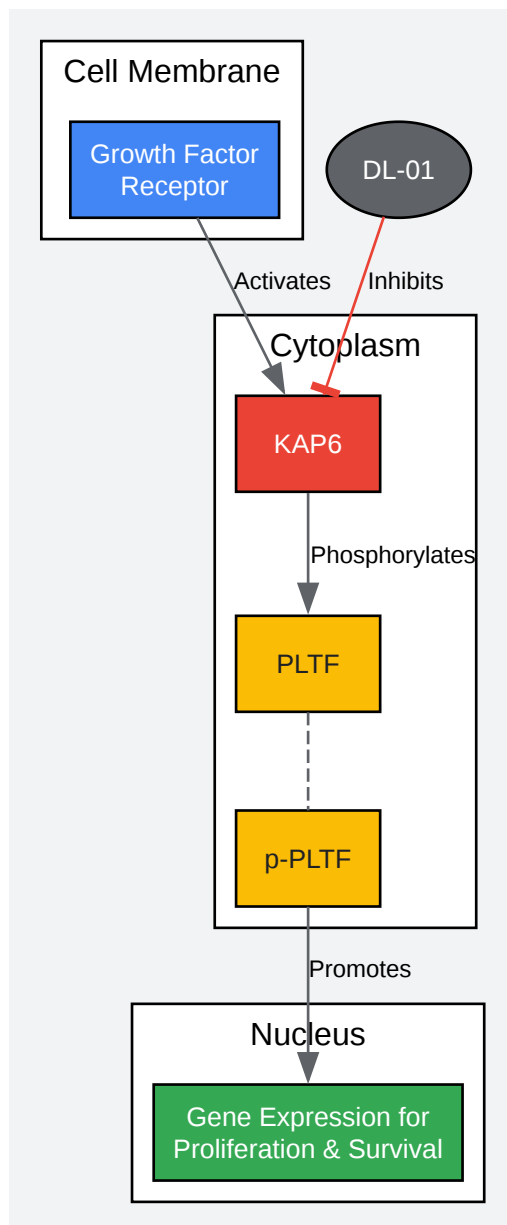 Cell Membrane
Growth Factor
Receptor
DL-01
Activates
Inhibits
Cytoplasm
KAP6
Phosphorylates
PLTF
p-PLTF
Promotes
Nucleus
Gene Expression for
Proliferation & Survival